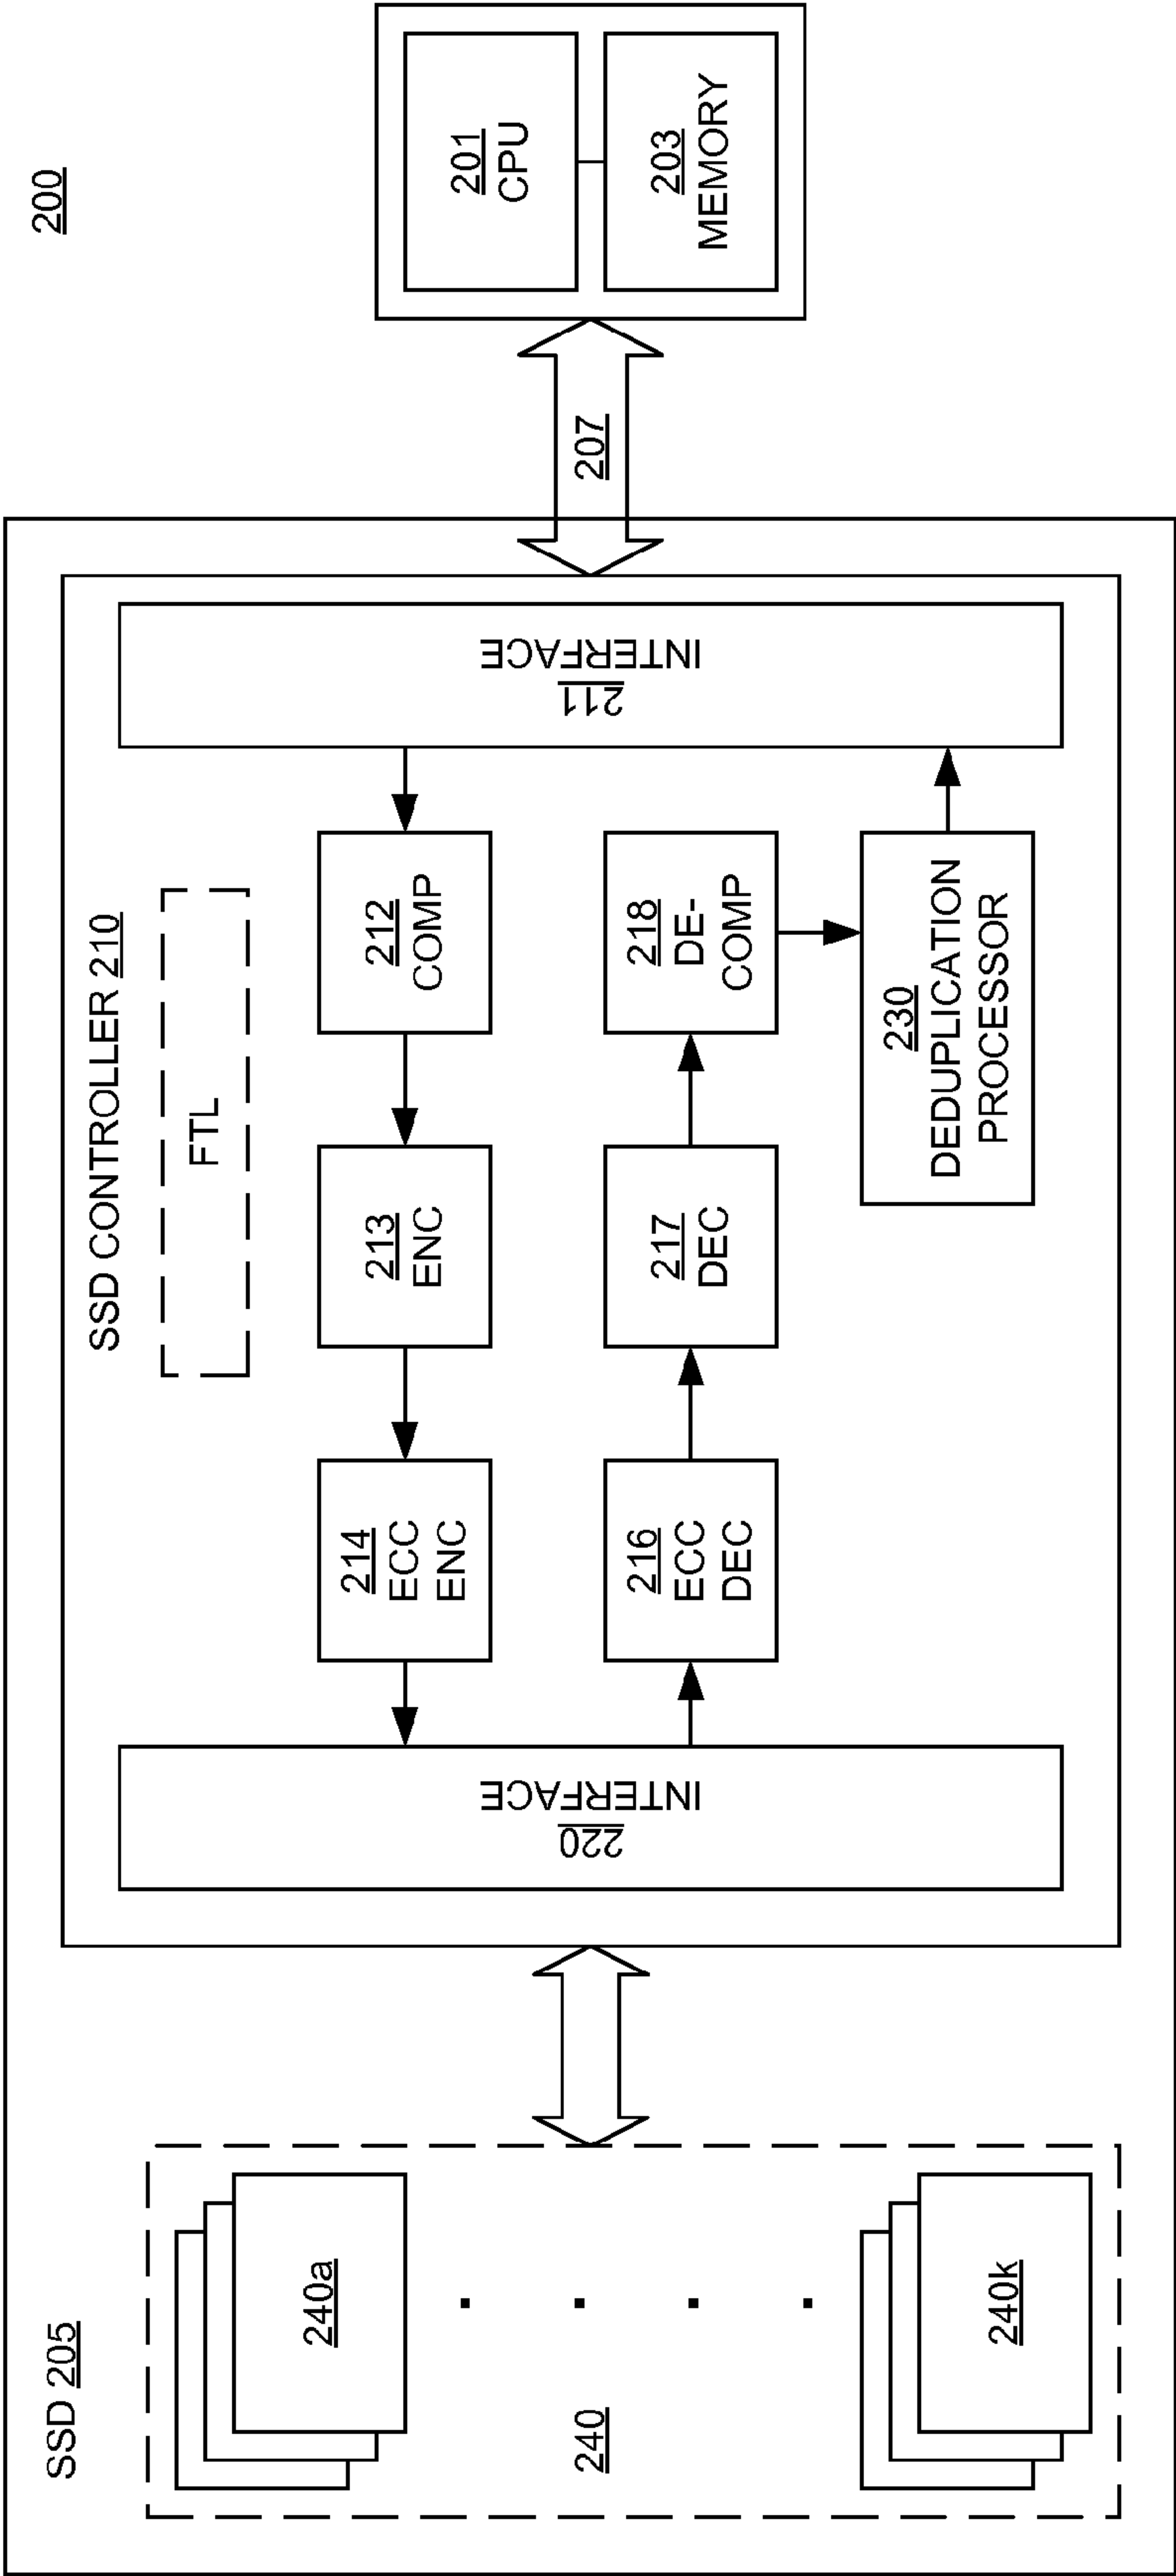 200
SSD 205
SSD CONTROLLER 210
FTL
240a
240
240k
220
INTERFACE
214
ECC
ENC
213
ENC
212
COMP
216
ECC
DEC
217
DEC
218
DE-
COMP
230
DEDUPLICATION
PROCESSOR
211
INTERFACE
207
201
CPU
203
MEMORY